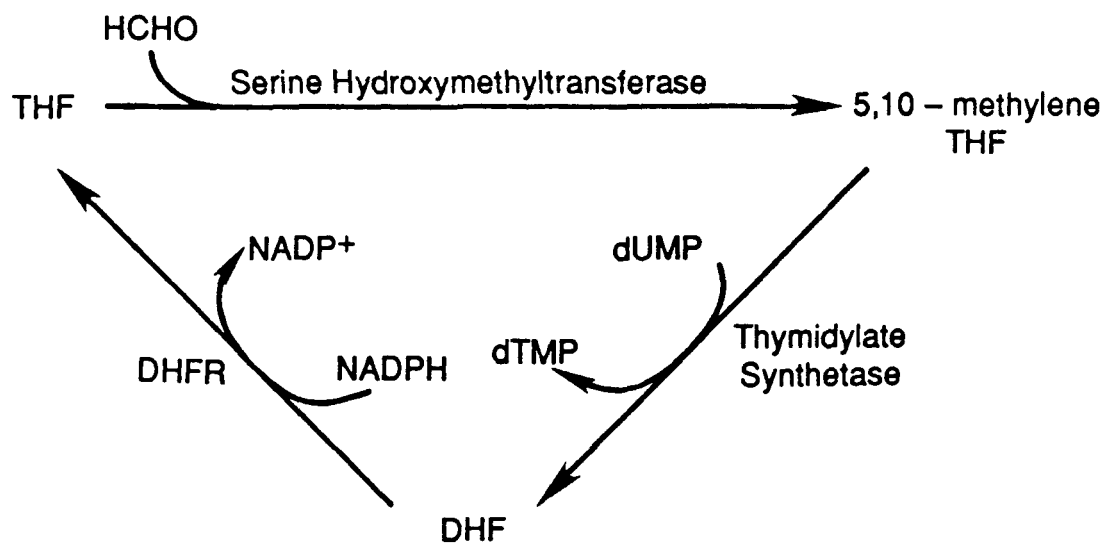 HCHO
Serine Hydroxymethyltransferase
THF
5,10 – methylene
THF
NADP+
dUMP
Thymidylate
Synthetase
dTMP
DHFR
NADPH
DHF